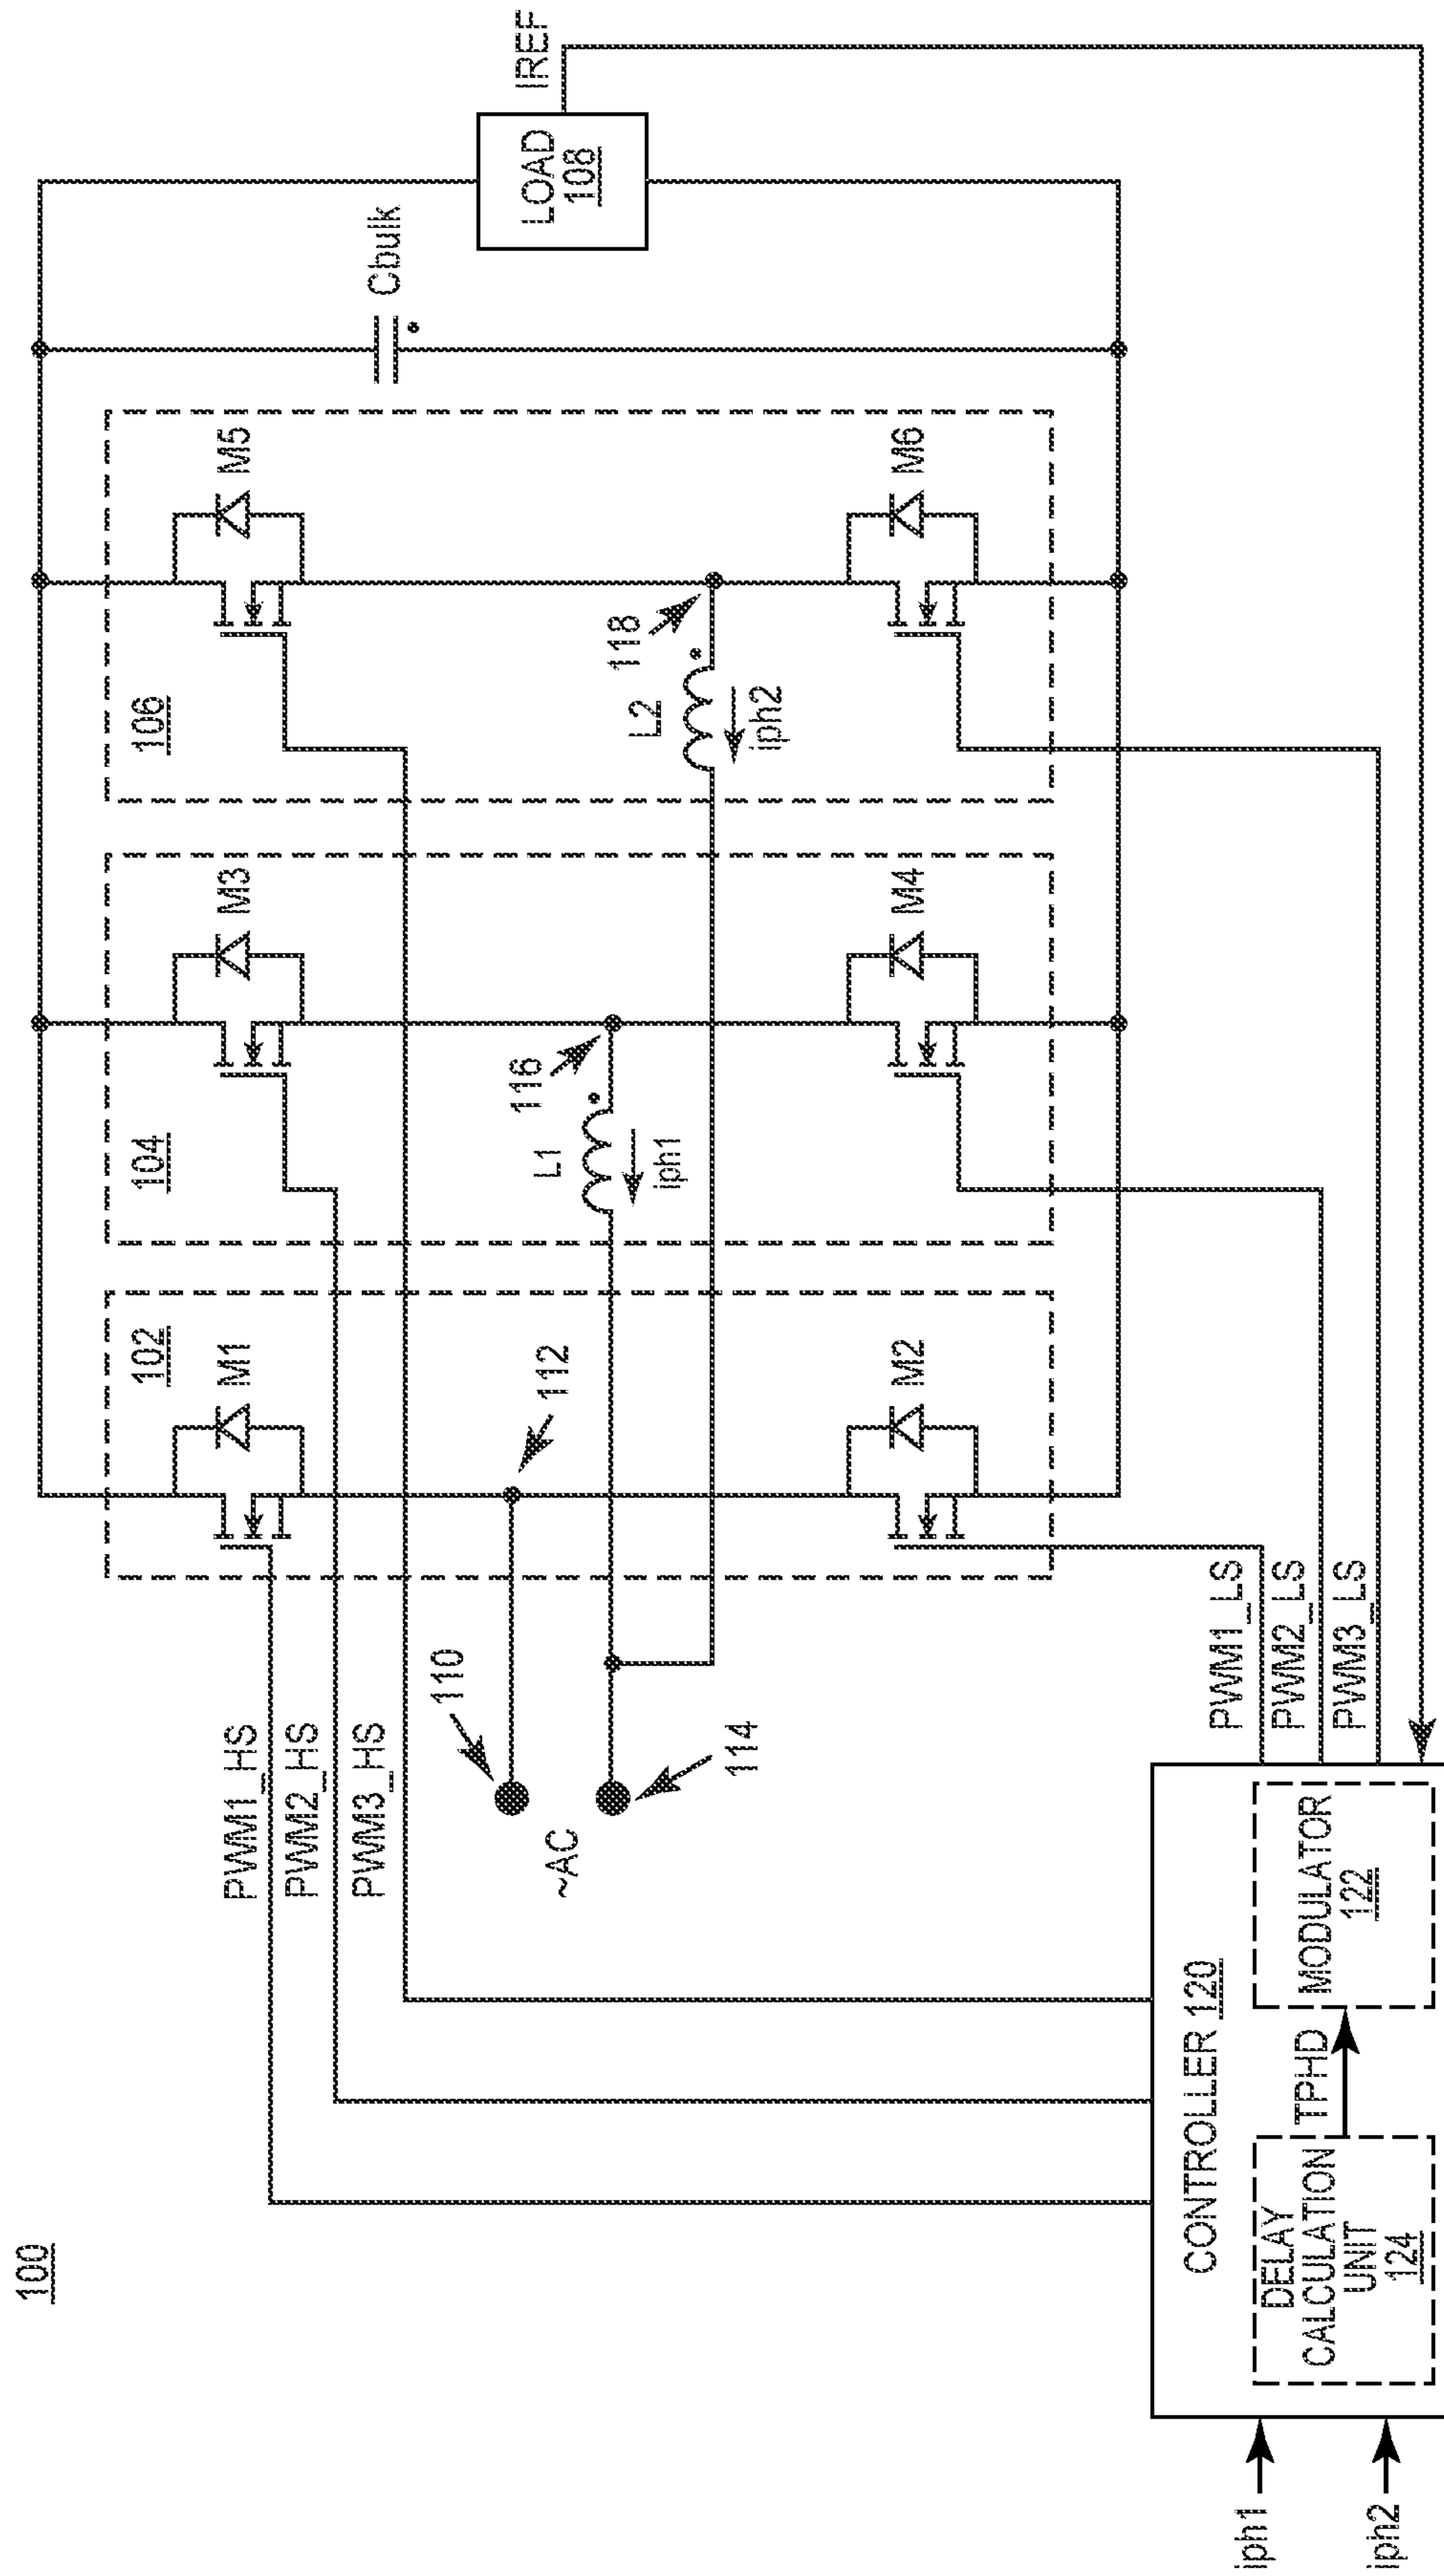 100
PWM1_HS
PWM2_HS
PWM3_HS
102
M1
104
M3
106
M5
Cbulk
LOAD
108
IREF
110
~AC
114
112
L1
iph1
116
L2
iph2
118
M2
M4
M6
PWM1_LS
PWM2_LS
PWM3_LS
CONTROLLER 120
DELAY
CALCULATION
UNIT
124
TPHD
MODULATOR
122
iph1
iph2